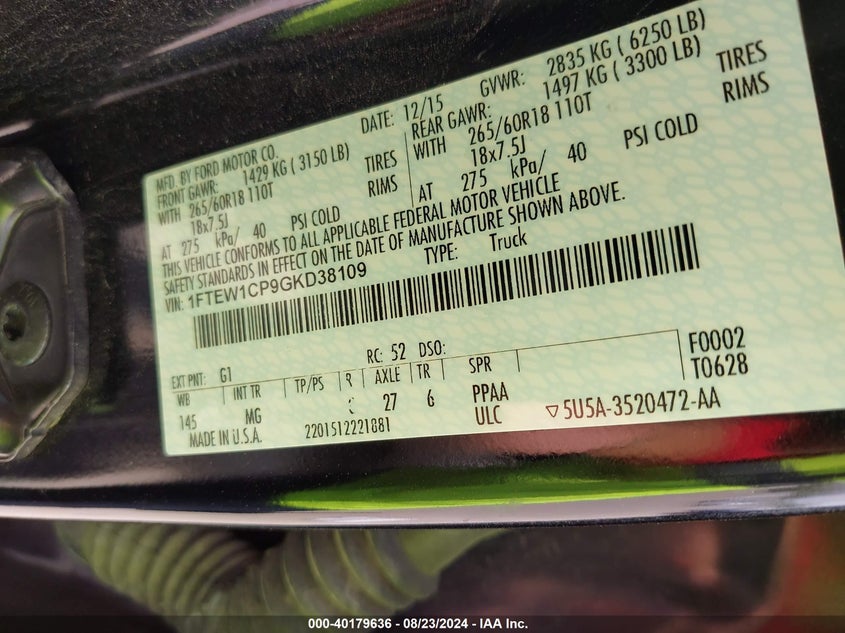 MFD. BY FORD MOTOR CO.
DATE: 12/15
GVWR: 2835 KG ( 6250 LB)
FRONT GAWR: 1429 KG ( 3150 LB)
REAR GAWR: 1497 KG ( 3300 LB)
WITH 265/60R18 110T TIRES
WITH 265/60R18 110T TIRES
18x7.5J RIMS
18x7.5J RIMS
AT 275 kPa/ 40 PSI COLD
AT 275 kPa/ 40 PSI COLD
THIS VEHICLE CONFORMS TO ALL APPLICABLE FEDERAL MOTOR VEHICLE
SAFETY STANDARDS IN EFFECT ON THE DATE OF MANUFACTURE SHOWN ABOVE.
VIN: 1FTEW1CP9GKD38109
TYPE: Truck
EXT PNT: G1 RC: 52 DSO:
F0002
WB INT TR TP/PS R AXLE TR SPR
T0628
145 MG 27 6 PPAA
MADE IN U.S.A. 2201512221881 ULC
5U5A-3520472-AA
000-40179636 - 08/23/2024 - IAA Inc.